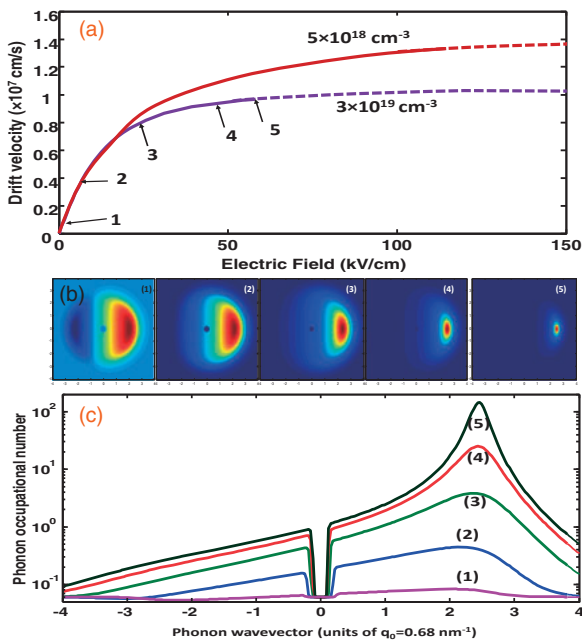 (a)
1.6
1.4
1.2
1
0.8
0.6
0.4
0.2
0
Drift velocity (×10⁷ cm/s)
5×10¹⁸ cm⁻³
3×10¹⁹ cm⁻³
1
2
3
4
5
0 50 100 150
Electric Field (kV/cm)
(b)
(1) (2) (3) (4) (5)
(c)
10²
10¹
10⁰
10⁻¹
Phonon occupational number
(5)
(4)
(3)
(2)
(1)
-4 -3 -2 -1 0 1 2 3 4
Phonon wavevector (units of q₀=0.68 nm⁻¹)